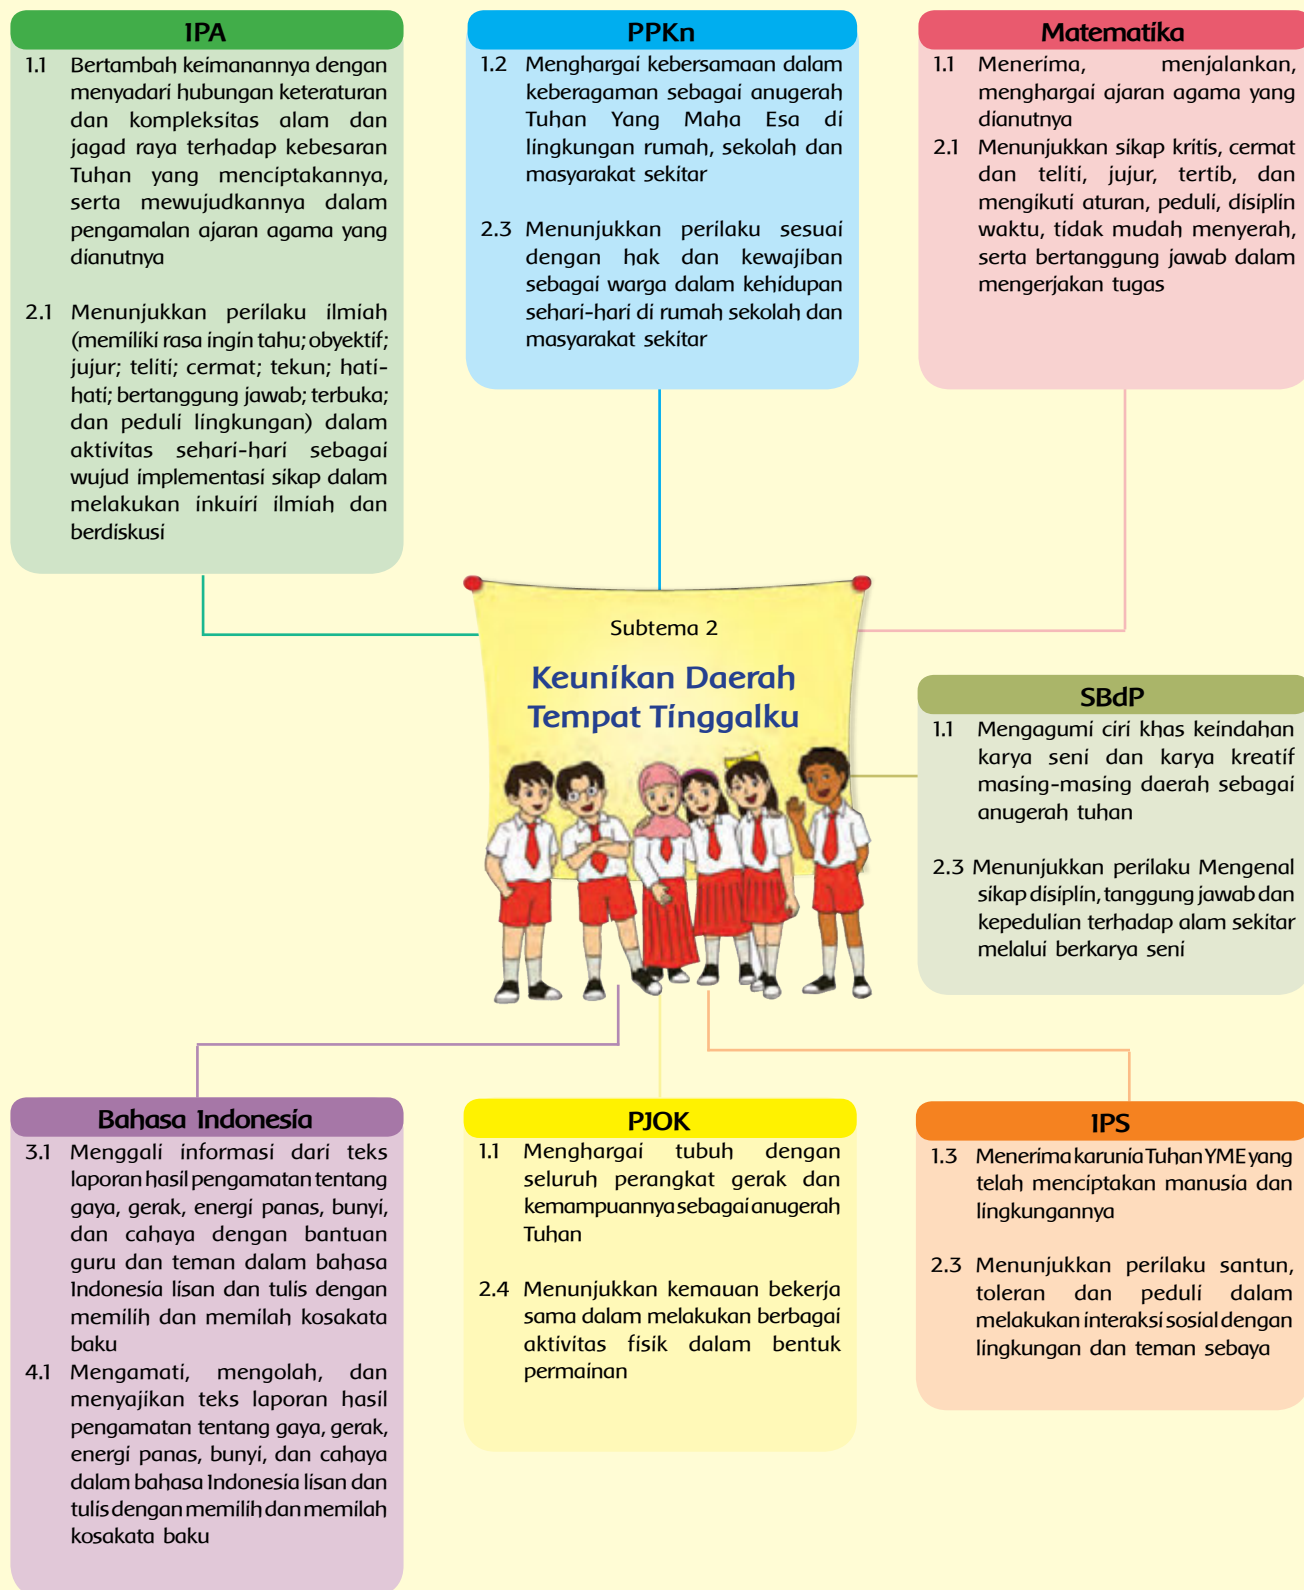 IPA
1.1 Bertambah keimanannya dengan
menyadari hubungan keteraturan
dan kompleksitas alam dan
jagad raya terhadap kebesaran
Tuhan yang menciptakannya,
serta mewujudkannya dalam
pengamalan ajaran agama yang
dianutnya
2.1 Menunjukkan perilaku ilmiah
(memiliki rasa ingin tahu; obyektif;
jujur; teliti; cermat; tekun; hati-
hati; bertanggung jawab; terbuka;
dan peduli lingkungan) dalam
aktivitas sehari-hari sebagai
wujud implementasi sikap dalam
melakukan inkuiri ilmiah dan
berdiskusi
PPKn
1.2 Menghargai kebersamaan dalam
keberagaman sebagai anugerah
Tuhan Yang Maha Esa di
lingkungan rumah, sekolah dan
masyarakat sekitar
2.3 Menunjukkan perilaku sesuai
dengan hak dan kewajiban
sebagai warga dalam kehidupan
sehari-hari di rumah sekolah dan
masyarakat sekitar
Matematika
1.1 Menerima, menjalankan,
menghargai ajaran agama yang
dianutnya
2.1 Menunjukkan sikap kritis, cermat
dan teliti, jujur, tertib, dan
mengikuti aturan, peduli, disiplin
waktu, tidak mudah menyerah,
serta bertanggung jawab dalam
mengerjakan tugas
Subtema 2
Keunikan Daerah
Tempat Tinggalku
SBdP
1.1 Mengagumi ciri khas keindahan
karya seni dan karya kreatif
masing-masing daerah sebagai
anugerah tuhan
2.3 Menunjukkan perilaku Mengenal
sikap disiplin, tanggung jawab dan
kepedulian terhadap alam sekitar
melalui berkarya seni
Bahasa Indonesia
3.1 Menggali informasi dari teks
laporan hasil pengamatan tentang
gaya, gerak, energi panas, bunyi,
dan cahaya dengan bantuan
guru dan teman dalam bahasa
Indonesia lisan dan tulis dengan
memilih dan memilah kosakata
baku
4.1 Mengamati, mengolah, dan
menyajikan teks laporan hasil
pengamatan tentang gaya, gerak,
energi panas, bunyi, dan cahaya
dalam bahasa Indonesia lisan dan
tulis dengan memilih dan memilah
kosakata baku
PJOK
1.1 Menghargai tubuh dengan
seluruh perangkat gerak dan
kemampuannya sebagai anugerah
Tuhan
2.4 Menunjukkan kemauan bekerja
sama dalam melakukan berbagai
aktivitas fisik dalam bentuk
permainan
IPS
1.3 Menerima karunia Tuhan YME yang
telah menciptakan manusia dan
lingkungannya
2.3 Menunjukkan perilaku santun,
toleran dan peduli dalam
melakukan interaksi sosial dengan
lingkungan dan teman sebaya